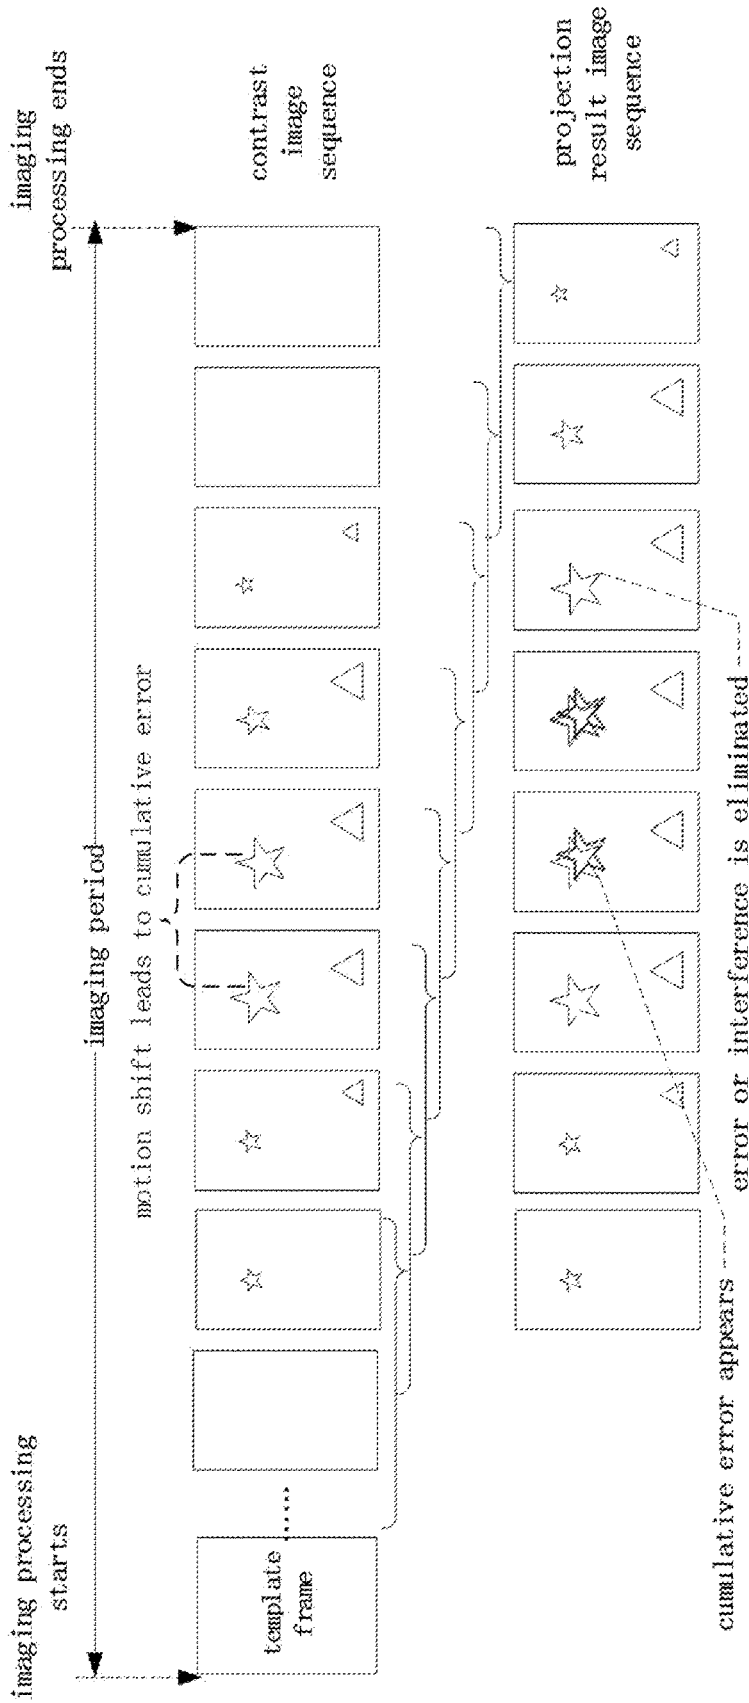 imaging processing
starts
imaging
processing ends
imaging period
motion shift leads to cumulative error
template
frame
contrast
image
sequence
projection
result image
sequence
cumulative error appears
error or interference is eliminated